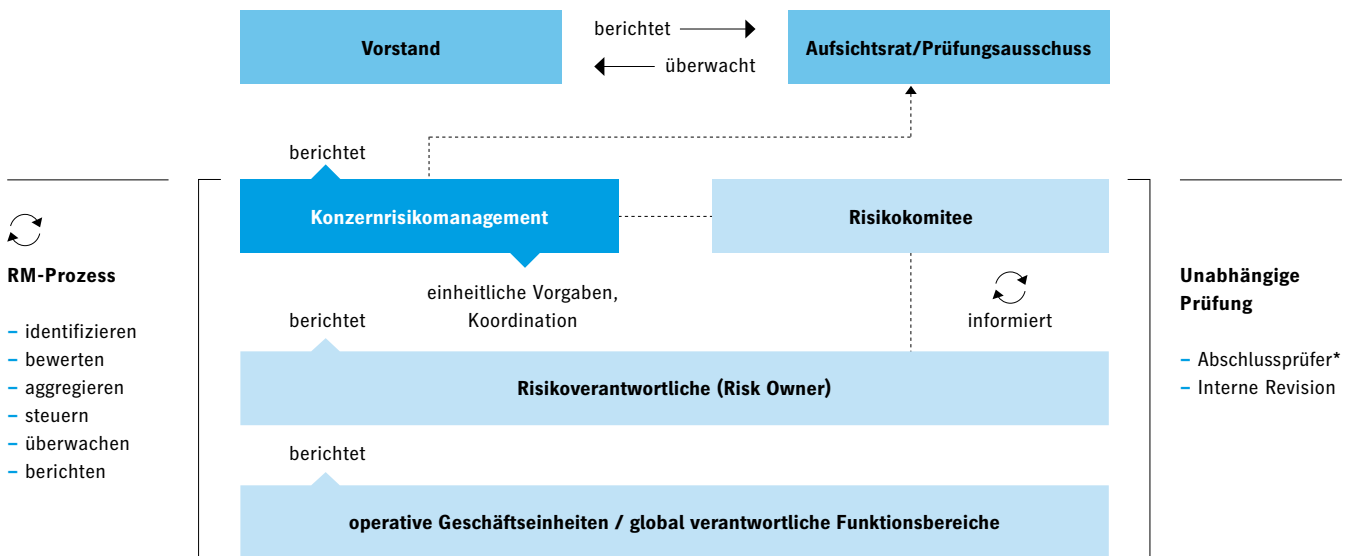 Vorstand
berichtet
überwacht
Aufsichtsrat/Prüfungsausschuss
berichtet
Konzernrisikomanagement
Risikokomitee
RM-Prozess
– identifizieren
– bewerten
– aggregieren
– steuern
– überwachen
– berichten
einheitliche Vorgaben,
Koordination
berichtet
informiert
Risikoverantwortliche (Risk Owner)
berichtet
operative Geschäftseinheiten / global verantwortliche Funktionsbereiche
Unabhängige
Prüfung
– Abschlussprüfer*
– Interne Revision